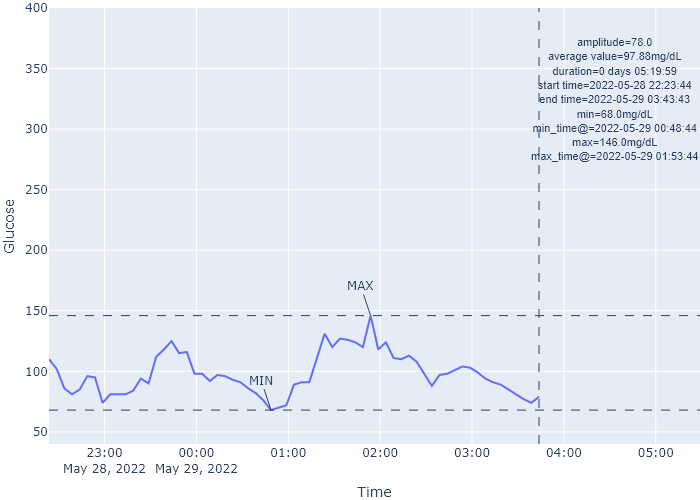 400
350
300
250
200
150
100
50
Glucose
amplitude=78.0
average value=97.88mg/dL
duration=0 days 05:19:59
start time=2022-05-28 22:23:44
end time=2022-05-29 03:43:43
min=68.0mg/dL
min_time@=2022-05-29 00:48:44
max=146.0mg/dL
max_time@=2022-05-29 01:53:44
MAX
MIN
23:00 00:00 01:00 02:00 03:00 04:00 05:00
May 28, 2022 May 29, 2022
Time